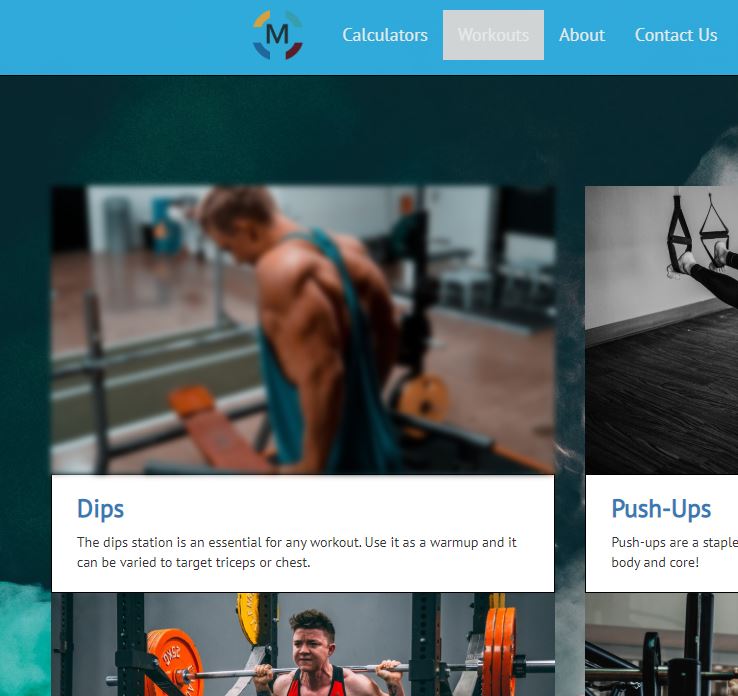 M
Calculators Workouts About Contact Us
Dips
The dips station is an essential for any workout. Use it as a warmup and it
can be varied to target triceps or chest.
Push-Ups
Push-ups are a staple
body and core!